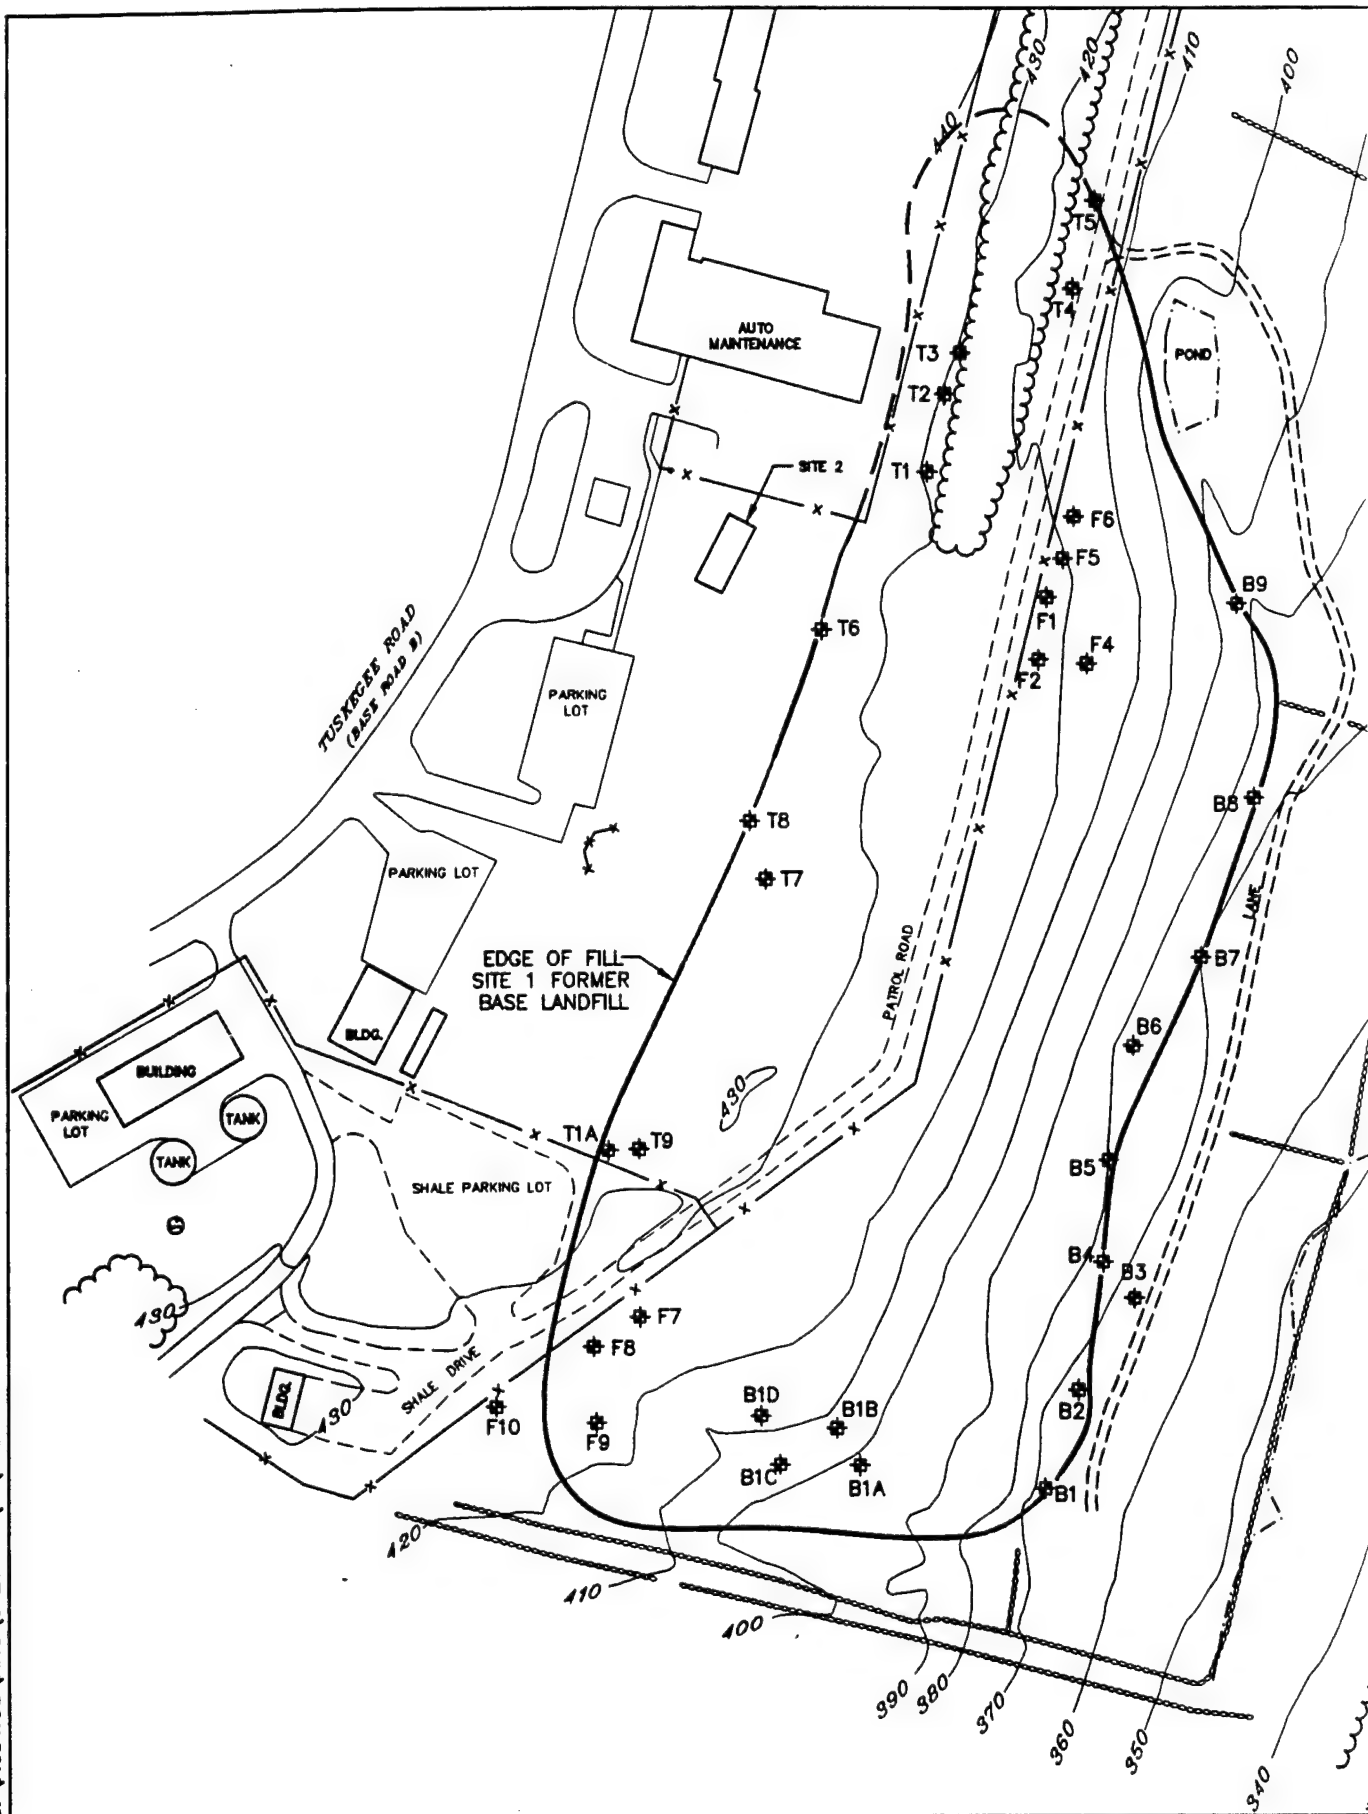 430
420
410
400
440
T5
T4
AUTO
MAINTENANCE
T3
POND
T2
SITE 2
T1
F6
F5
B9
F1
T6
F4
F2
TUSKEGEE ROAD
(BASE ROAD B)
PARKING
LOT
B8
T8
PARKING LOT
T7
LANE
PATROL ROAD
B7
EDGE OF FILL
SITE 1 FORMER
BASE LANDFILL
BLDG.
B6
BUILDING
PARKING
LOT
TANK
TANK
430
T1A
T9
B5
SHALE PARKING LOT
B4
B3
430
F7
F8
SHALE DRIVE
BLDG.
430
F10
F9
B1D
B1B
B2
B1C
B1A
B1
420
410
400
390
380
370
360
350
340